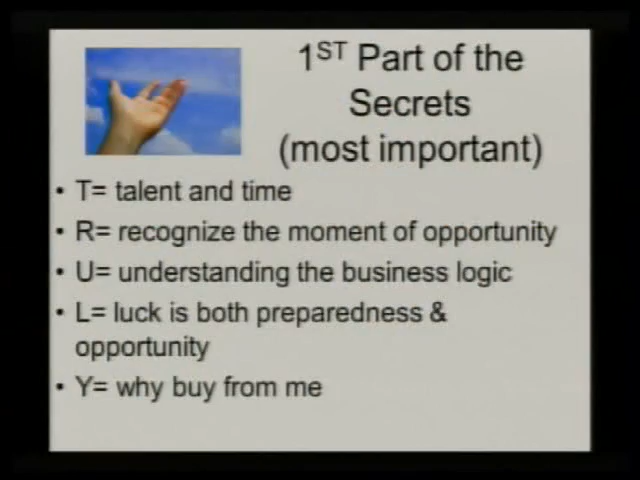 1ST Part of the
Secrets
(most important)
• T= talent and time
• R= recognize the moment of opportunity
• U= understanding the business logic
• L= luck is both preparedness &
opportunity
• Y= why buy from me